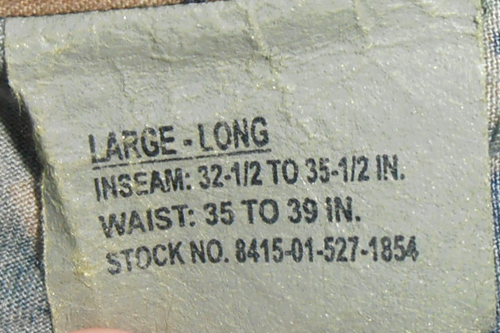 LARGE - LONG
INSEAM: 32-1/2 TO 35-1/2 IN.
WAIST: 35 TO 39 IN.
STOCK NO. 8415-01-527-1854